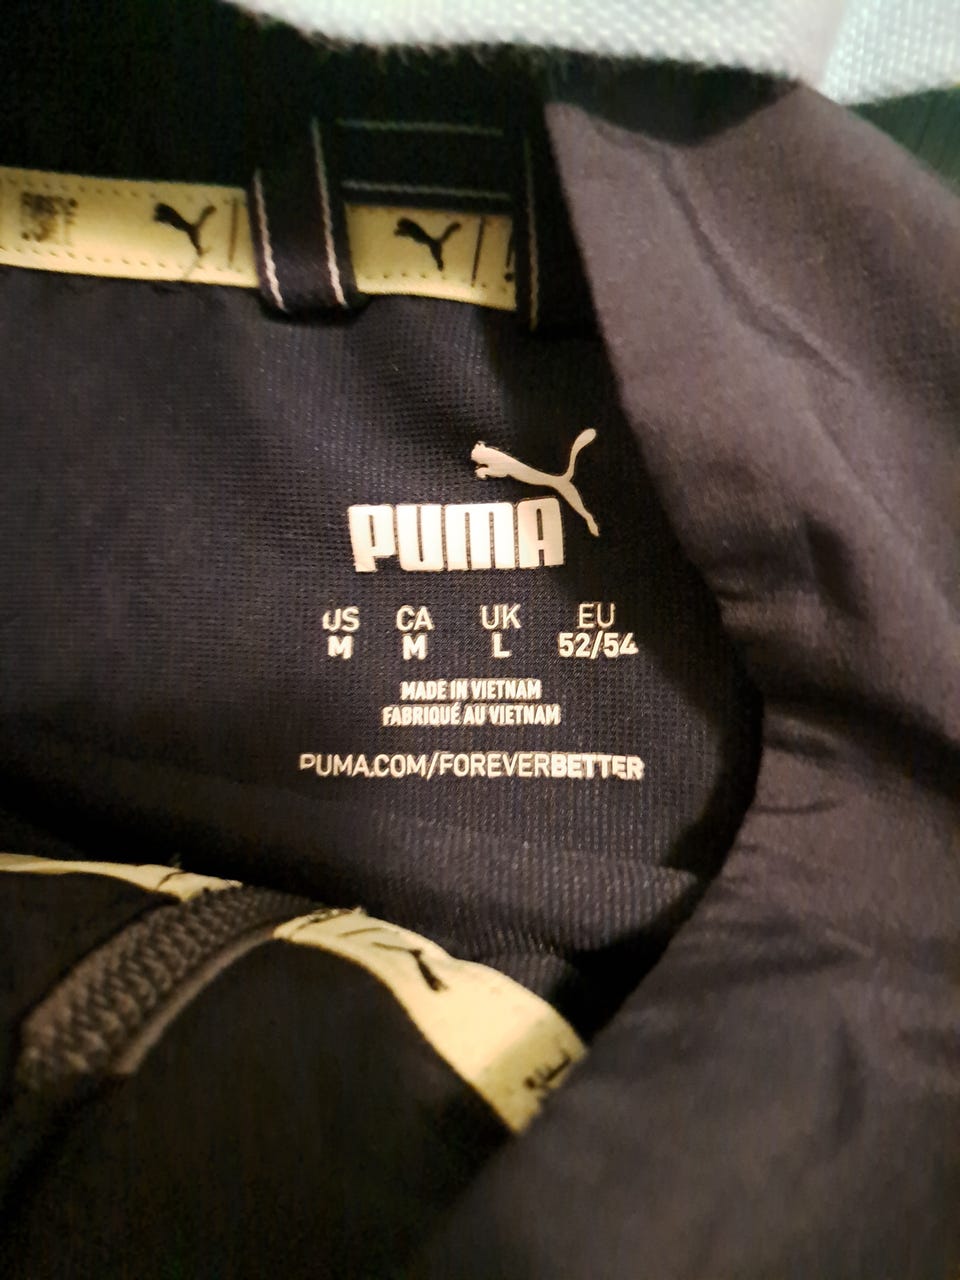 PUMA
US CA UK EU
M M L 52/54
MADE IN VIETNAM
FABRIQUÉ AU VIETNAM
PUMA.COM/FOREVERBETTER